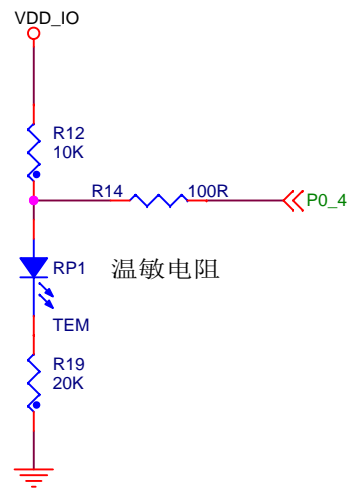 VDD_IO
R12
10K
R14 100R P0_4
RP1 温敏电阻
TEM
R19
20K